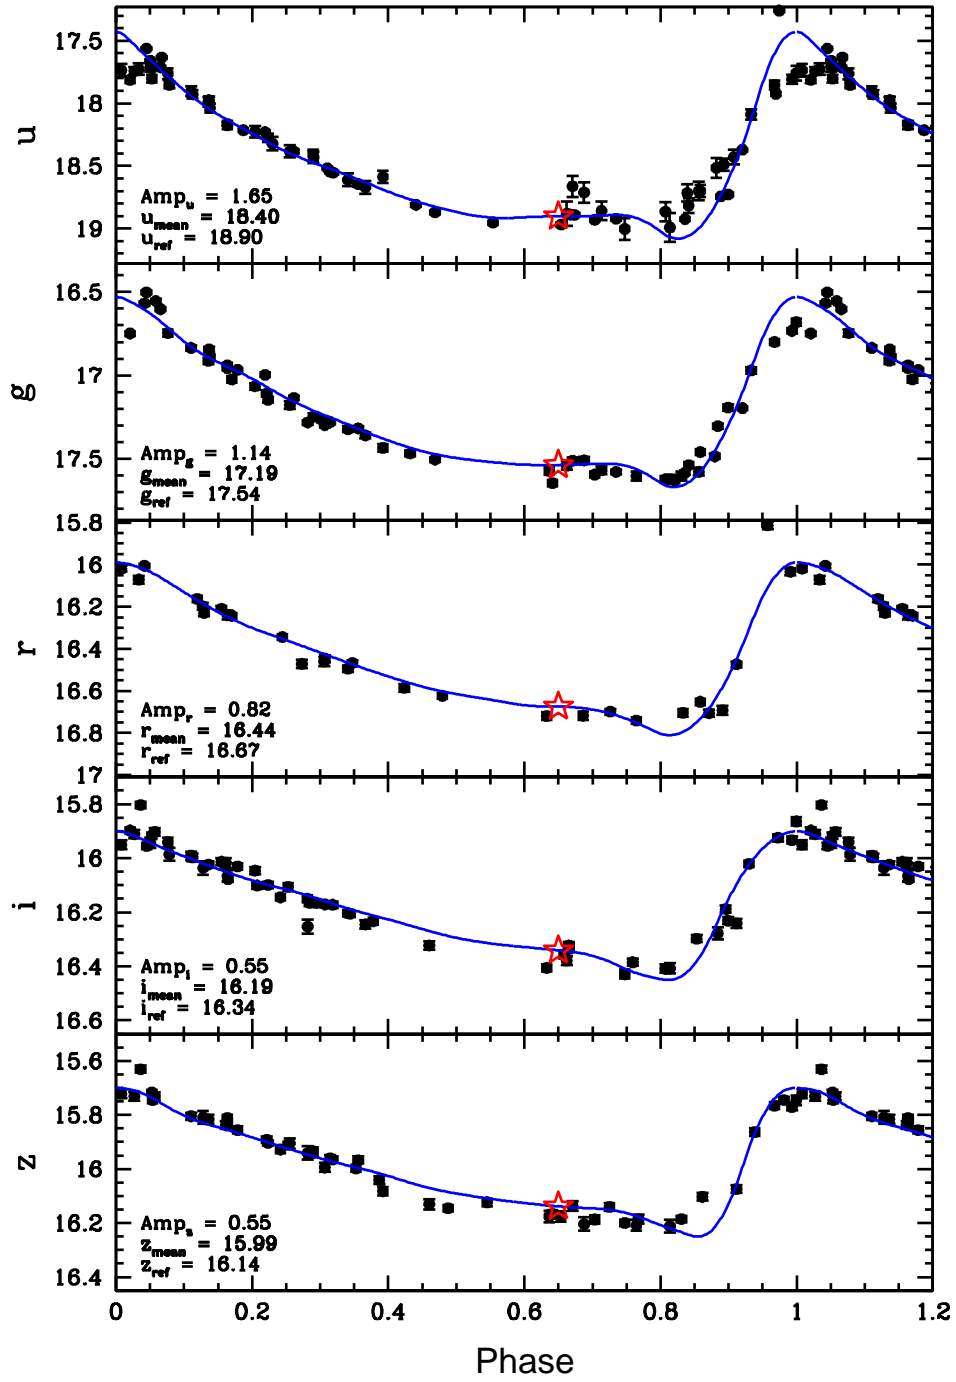 17.5
18
18.5
19
u
Amp_u = 1.65
u_mean = 18.40
u_ref = 18.90
16.5
17
17.5
g
Amp_g = 1.14
g_mean = 17.19
g_ref = 17.54
15.8
16
16.2
16.4
16.6
16.8
17
r
Amp_r = 0.82
r_mean = 16.44
r_ref = 16.67
15.8
16
16.2
16.4
16.6
i
Amp_i = 0.55
i_mean = 16.19
i_ref = 16.34
15.6
15.8
16
16.2
16.4
z
Amp_z = 0.55
z_mean = 15.99
z_ref = 16.14
0 0.2 0.4 0.6 0.8 1 1.2
Phase